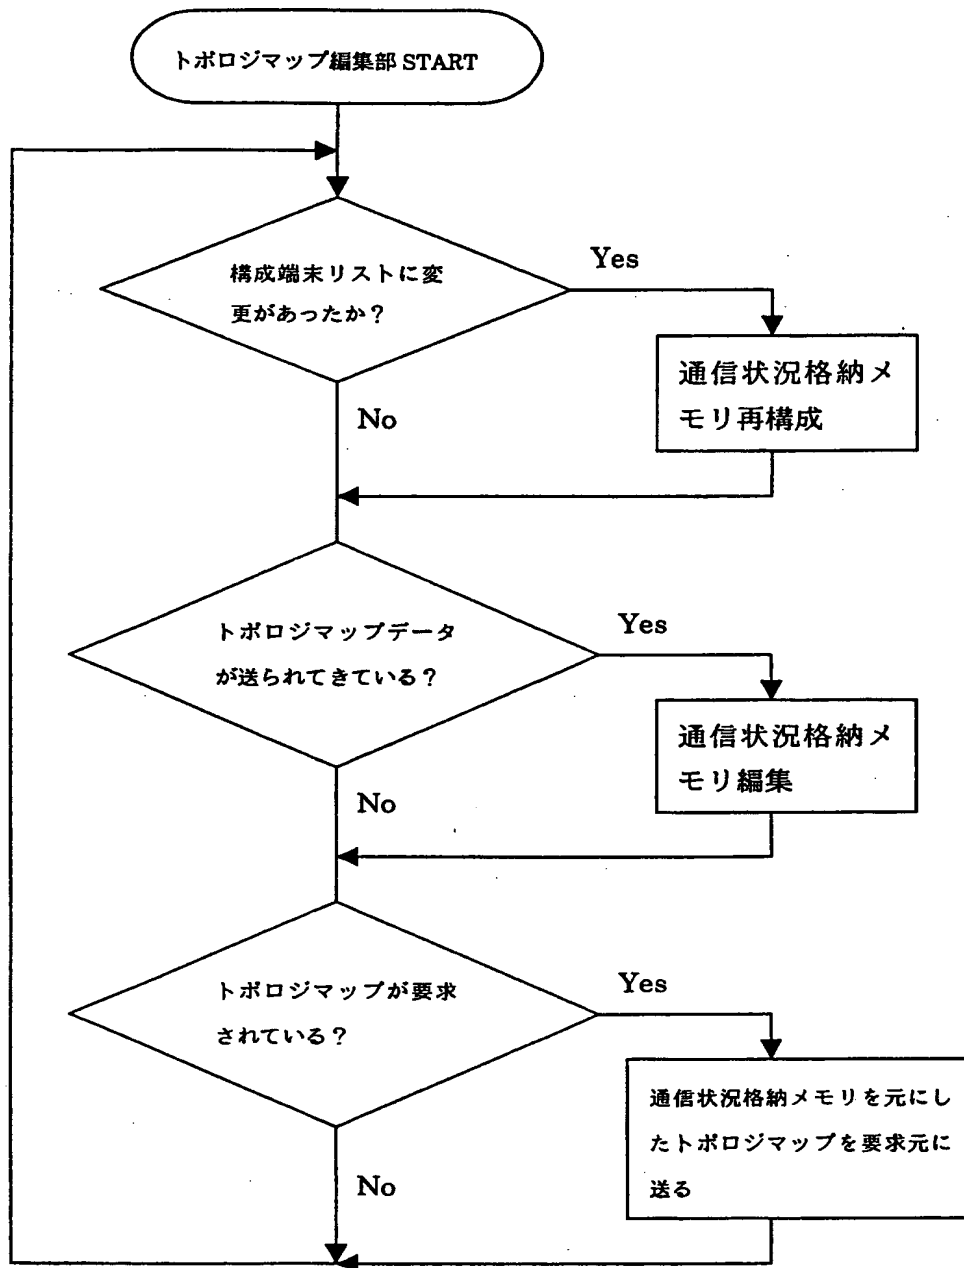 トポロジマップ編集部 START
構成端末リストに変
更があったか？
Yes
通信状況格納メ
モリ再構成
No
トポロジマップデータ
が送られてきている？
Yes
通信状況格納メ
モリ編集
No
トポロジマップが要求
されている？
Yes
通信状況格納メモリを元にし
たトポロジマップを要求元に
送る
No